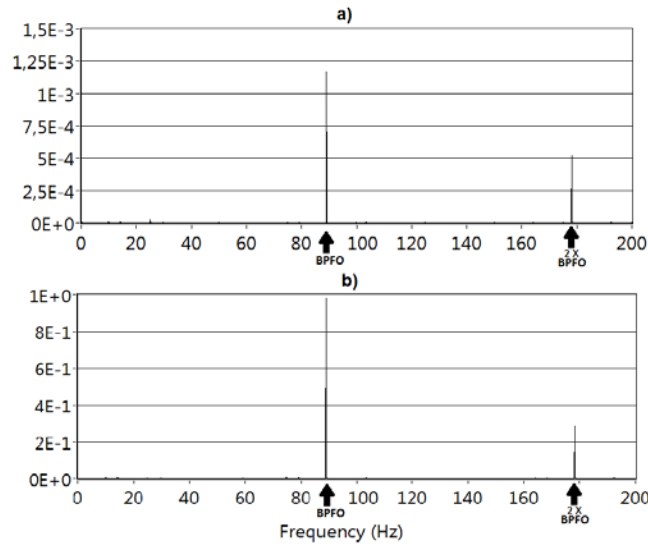 a)
1,5E-3
1,25E-3
1E-3
7,5E-4
5E-4
2,5E-4
0E+0
0 20 40 60 80 100 120 140 160 180 200
BPFO
2 X
BPFO
b)
1E+0
8E-1
6E-1
4E-1
2E-1
0E+0
0 20 40 60 80 100 120 140 160 180 200
BPFO
2 X
BPFO
Frequency (Hz)